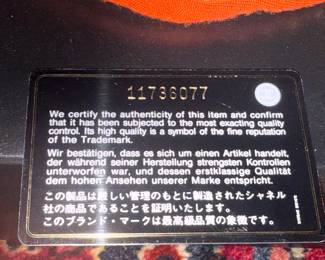 11736077
We certify the authenticity of this item and confirm
that it has been subjected to the most exacting quality
control. Its high quality is a symbol of the fine reputation
of the Trademark.
Wir bestätigen, dass es sich um einen Artikel handelt,
der während seiner Herstellung strengsten Kontrollen
unterworfen war, und dessen erstklassige Qualität
dem hohen Ansehen unserer Marke entspricht.
この製品は厳しい管理のもとに製造されたシャネル
社の商品であることを証明いたします。
このブランド・マークは最高級品質の象徴です。